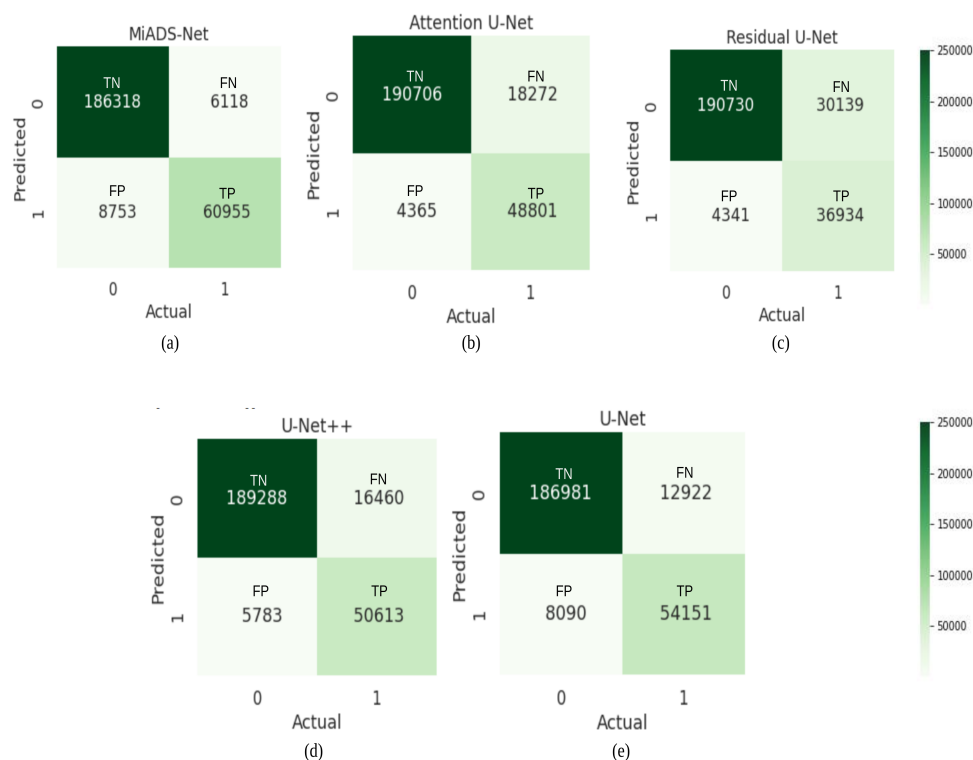 MiADS-Net
TN
186318
FN
6118
FP
8753
TP
60955
Predicted
0
1
0
1
Actual
(a)
Attention U-Net
TN
190706
FN
18272
FP
4365
TP
48801
Predicted
0
1
0
1
Actual
(b)
Residual U-Net
TN
190730
FN
30139
FP
4341
TP
36934
Predicted
0
1
0
1
Actual
(c)
250000
200000
150000
100000
50000
U-Net++
TN
189288
FN
16460
FP
5783
TP
50613
Predicted
0
1
0
1
Actual
(d)
U-Net
TN
186981
FN
12922
FP
8090
TP
54151
Predicted
0
1
0
1
Actual
(e)
250000
200000
150000
100000
50000